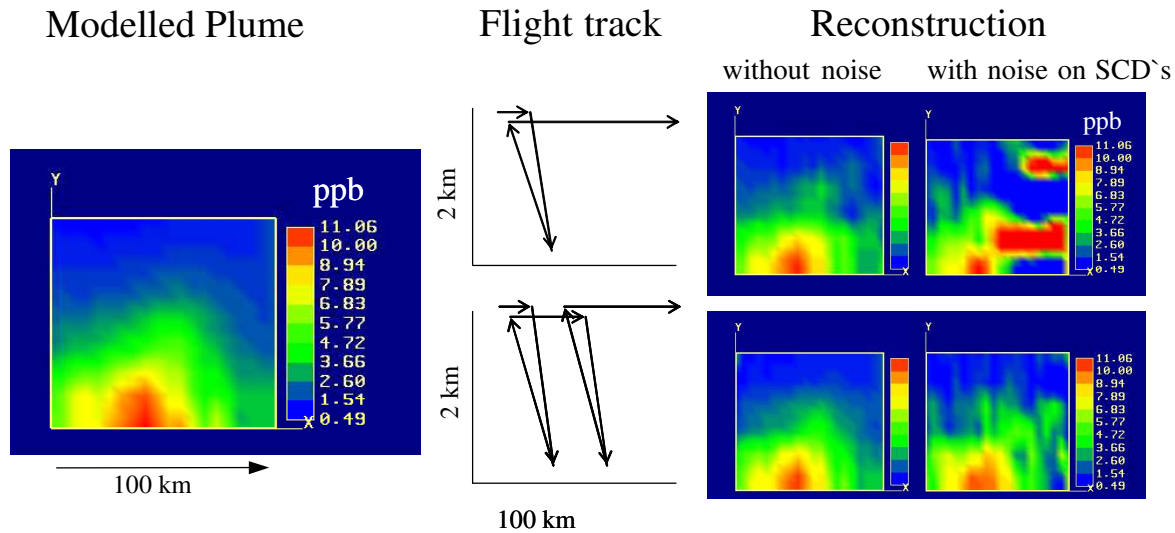 Modelled Plume
Flight track
Reconstruction
without noise
with noise on SCD`s
Y
ppb
11.06
10.00
8.94
7.89
6.83
5.77
4.72
3.66
2.60
1.54
0.49
X
100 km
2 km
2 km
100 km
Y
X
Y
ppb
11.06
10.00
8.94
7.89
6.83
5.77
4.72
3.66
2.60
1.54
0.49
X
Y
X
Y
11.06
10.00
8.94
7.89
6.83
5.77
4.72
3.66
2.60
1.54
0.49
X